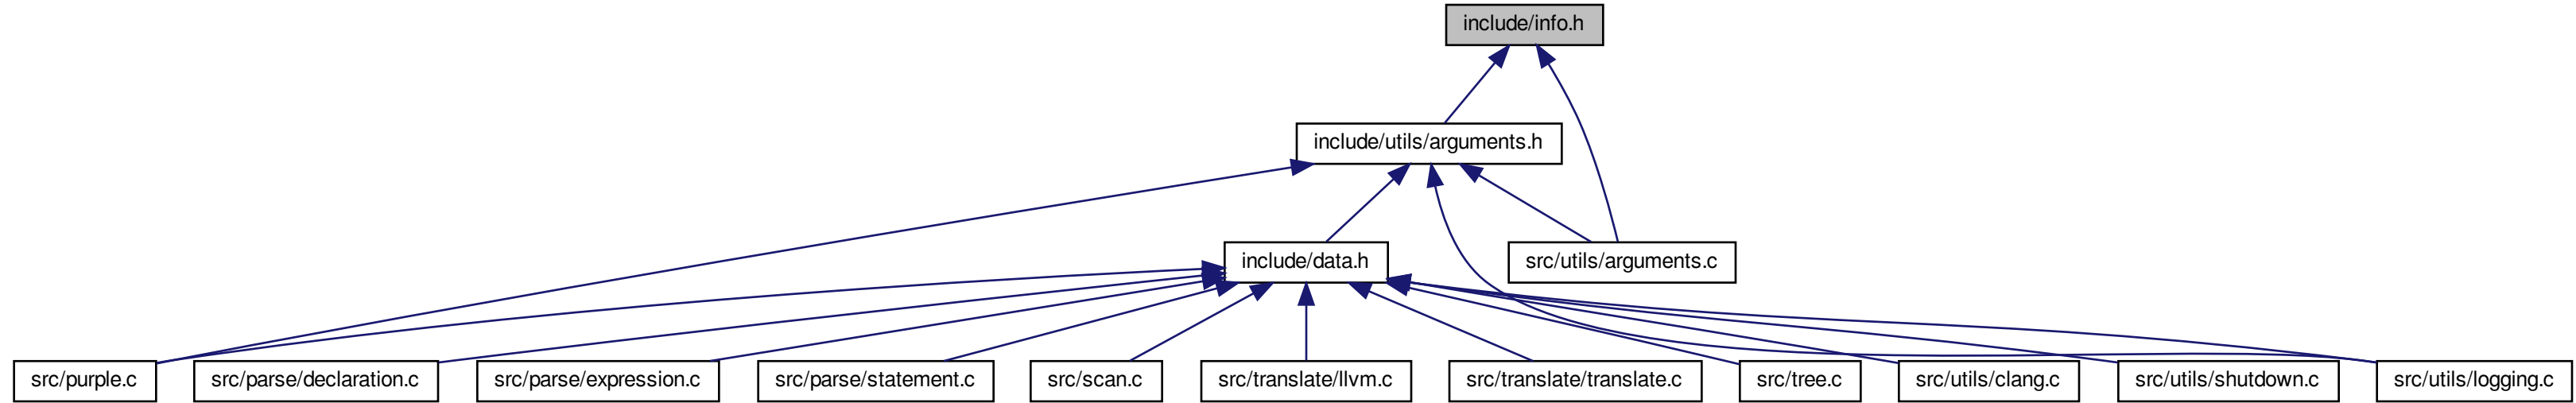 include/info.h
include/utils/arguments.h
include/data.h
src/utils/arguments.c
src/purple.c
src/parse/declaration.c
src/parse/expression.c
src/parse/statement.c
src/scan.c
src/translate/llvm.c
src/translate/translate.c
src/tree.c
src/utils/clang.c
src/utils/shutdown.c
src/utils/logging.c